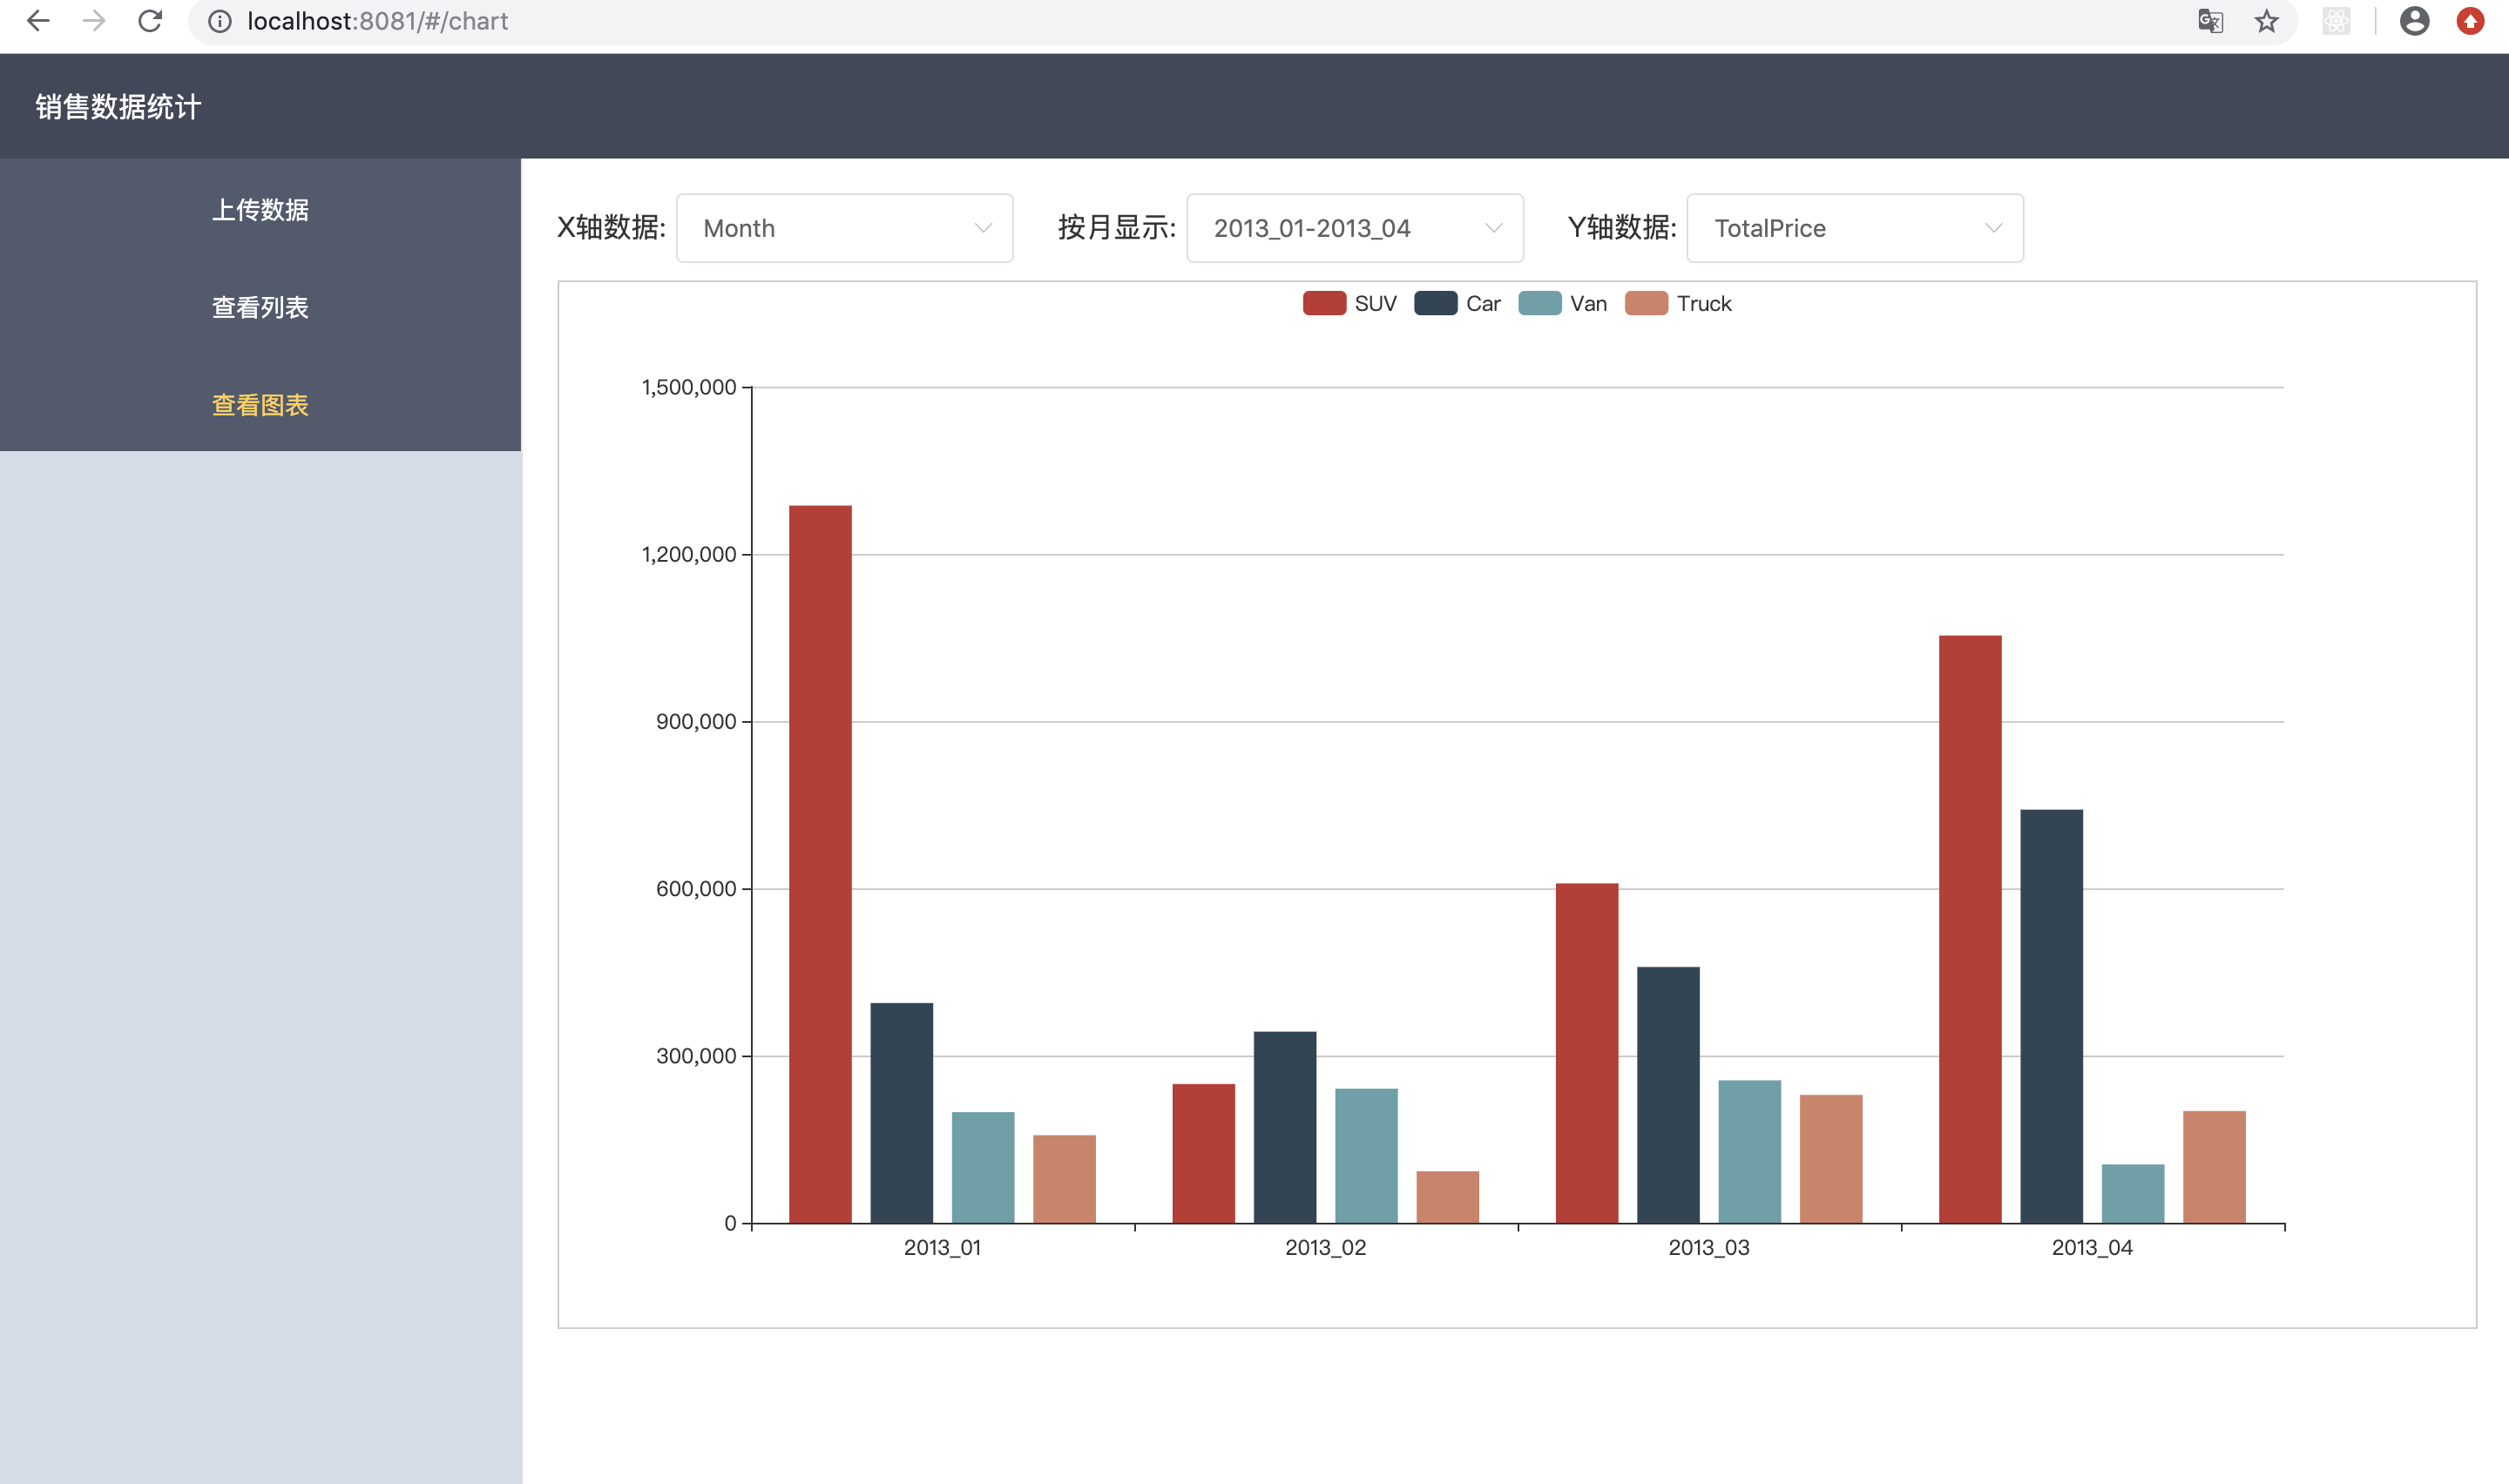 localhost:8081/#/chart
销售数据统计
上传数据
查看列表
查看图表
X轴数据: Month 按月显示: 2013_01-2013_04 Y轴数据: TotalPrice
SUV Car Van Truck
1,500,000
1,200,000
900,000
600,000
300,000
0
2013_01 2013_02 2013_03 2013_04